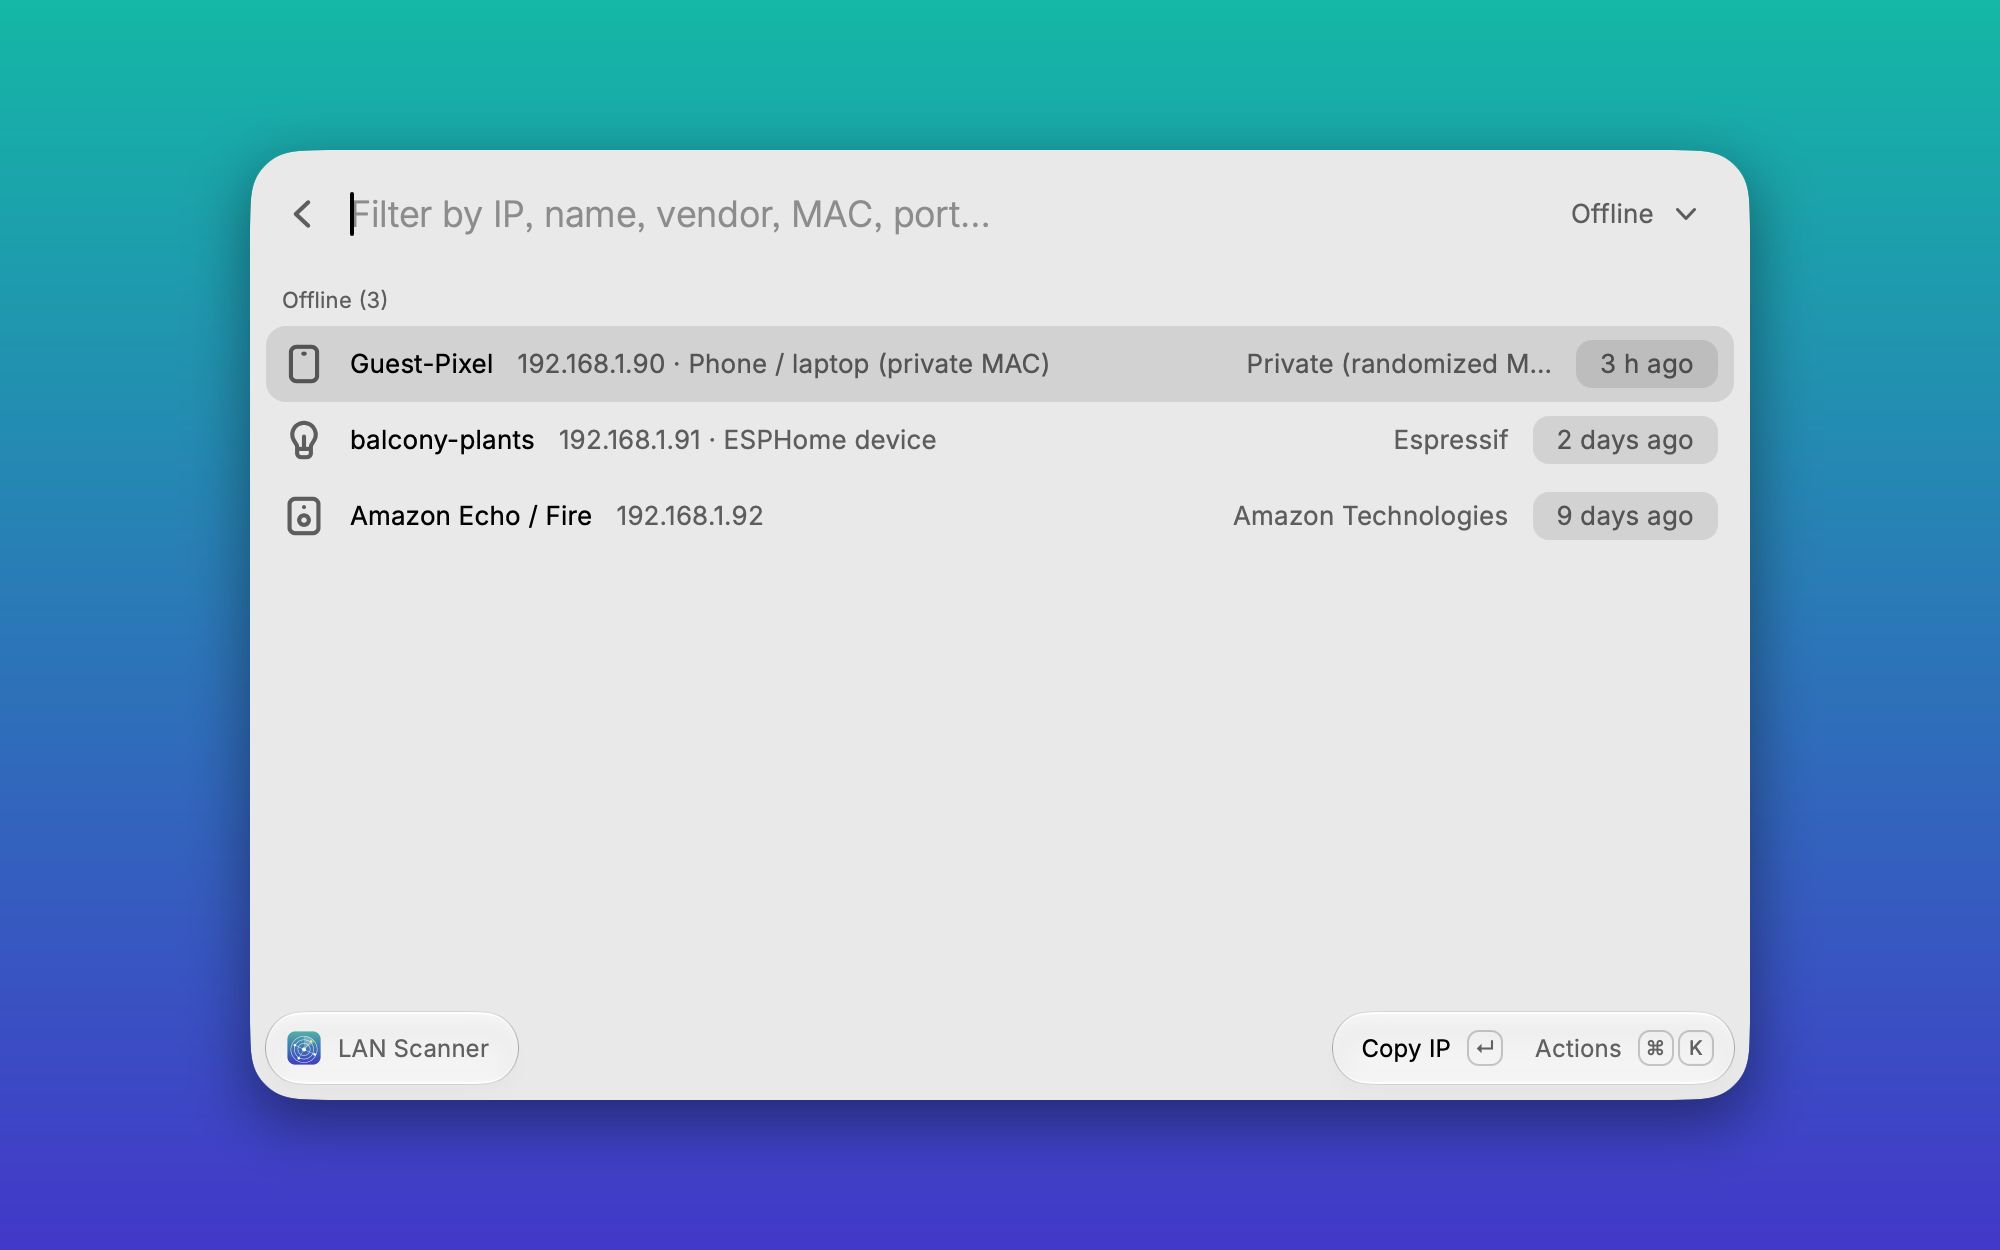 Filter by IP, name, vendor, MAC, port...
Offline
Offline (3)
Guest-Pixel 192.168.1.90 · Phone / laptop (private MAC) Private (randomized M... 3 h ago
balcony-plants 192.168.1.91 · ESPHome device Espressif 2 days ago
Amazon Echo / Fire 192.168.1.92 Amazon Technologies 9 days ago
LAN Scanner
Copy IP ↵ Actions ⌘ K